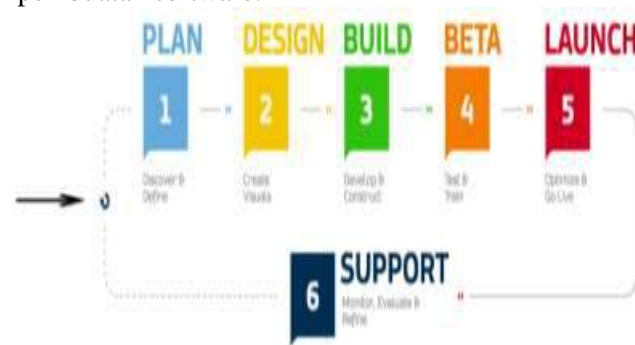 PLAN DESIGN BUILD BETA LAUNCH
1 2 3 4 5
Discover & Create Develop & Test & Optimize &
Define Visuals Construct Train Go Live
6 SUPPORT
Monitor, Evaluate &
Refine